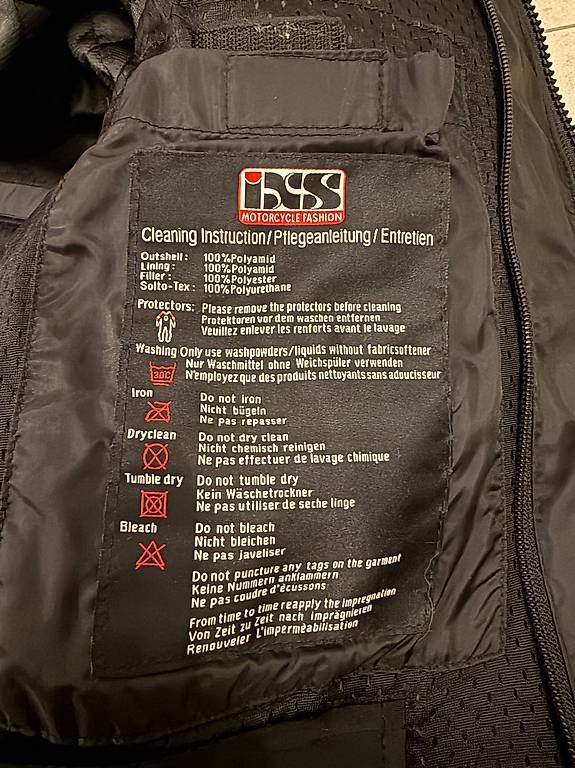 ixs
MOTORCYCLE FASHION
Cleaning Instruction/Pflegeanleitung/Entretien
Outshell: 100%Polyamid
Lining: 100%Polyamid
Filler: 100%Polyester
Solto-Tex: 100%Polyurethane
Protectors: Please remove the protectors before cleaning
Protektoren vor dem waschen entfernen
Veuillez enlever les renforts avant le lavage
Washing Only use washpowders/liquids without fabricsoftener
30C Nur Waschmittel ohne Weichspüler verwenden
N'employez que des produits nettoyants sans adoucisseur
Iron Do not iron
Nicht bügeln
Ne pas repasser
Dryclean Do not dry clean
Nicht chemisch reinigen
Ne pas effectuer de lavage chimique
Tumble dry Do not tumble dry
Kein Wäschetrockner
Ne pas utiliser de seche linge
Bleach Do not bleach
Nicht bleichen
Ne pas javeliser
Do not puncture any tags on the garment
Keine Nummern anklammern
Ne pas coudre d'écussons
From time to time reapply the impregnation
Von Zeit zu Zeit nach imprägnieren
Renouveler L'imperméabilisation